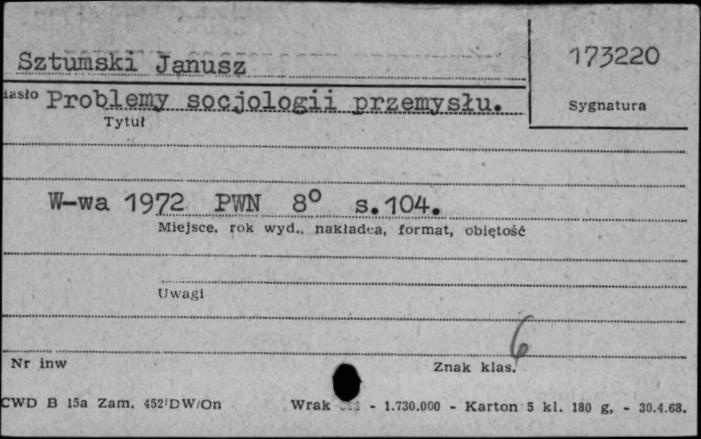 Sztumski Janusz
173220
asło Problemy socjologii przemysłu.
Sygnatura
Tytuł
W-wa 1972 PWN 8° s.104.
Miejsce, rok wyd., nakładca, format, objętość
Uwagi
6
Nr inw
Znak klas.
CWD B 15a Zam. 452/DW/On
Wrak - 1.730.000 - Karton 5 kl. 180 g, - 30.4.68.